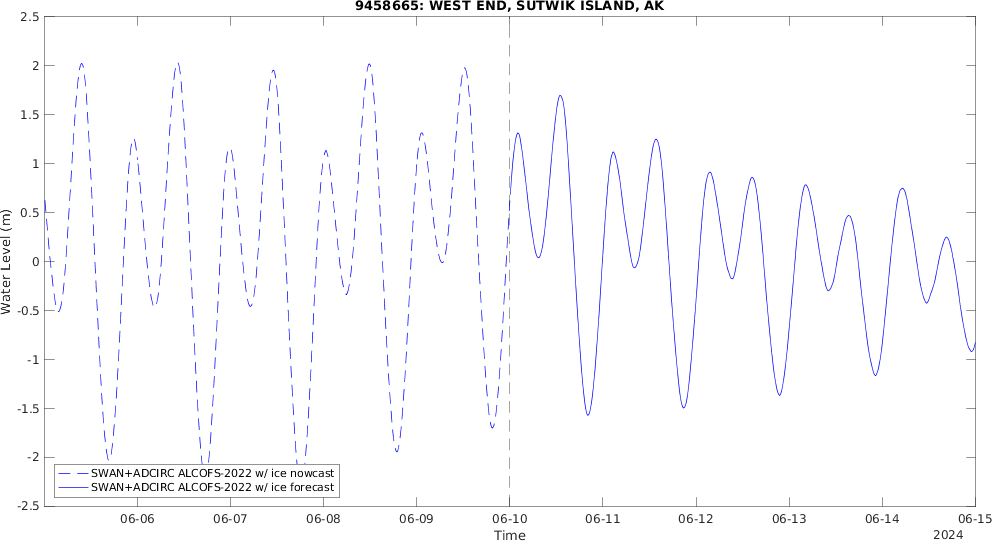 9458665: WEST END, SUTWIK ISLAND, AK
2.5
2
1.5
1
0.5
0
-0.5
-1
-1.5
-2
-2.5
Water Level (m)
SWAN+ADCIRC ALCOFS-2022 w/ ice nowcast
SWAN+ADCIRC ALCOFS-2022 w/ ice forecast
06-06 06-07 06-08 06-09 06-10 06-11 06-12 06-13 06-14 06-15
Time
2024